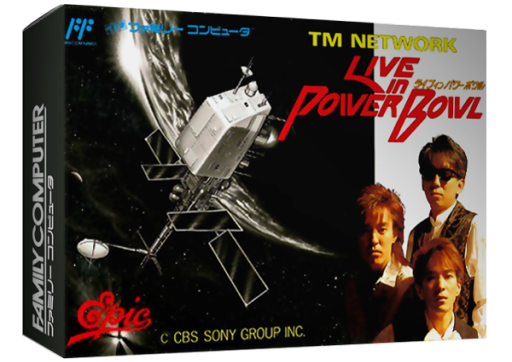 ファミリー コンピュータ
TM NETWORK
LIVE
in
ライブインパワーボウル
POWER BOWL
FAMILY COMPUTER
ファミリー コンピュータ
Epic
C CBS SONY GROUP INC.